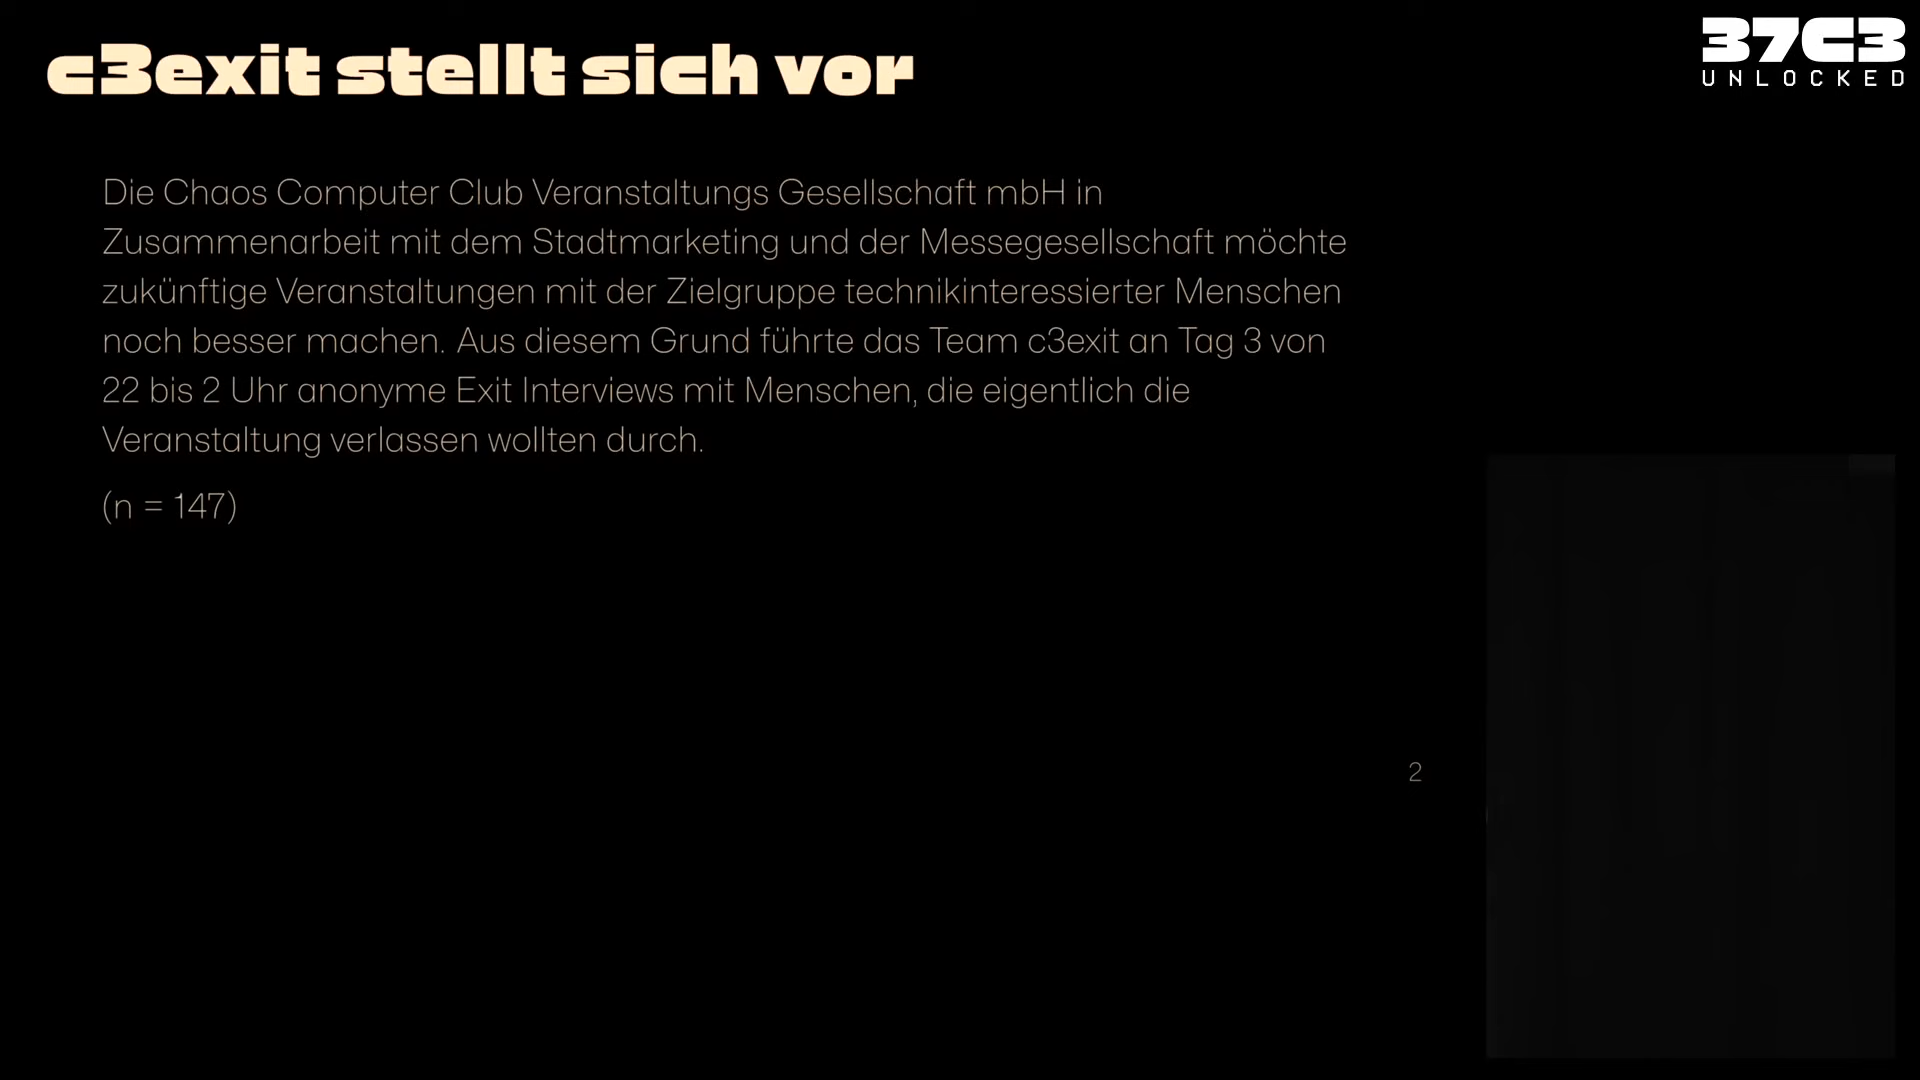 c3exit stellt sich vor
37C3
UNLOCKED
Die Chaos Computer Club Veranstaltungs Gesellschaft mbH in
Zusammenarbeit mit dem Stadtmarketing und der Messegesellschaft möchte
zukünftige Veranstaltungen mit der Zielgruppe technikinteressierter Menschen
noch besser machen. Aus diesem Grund führte das Team c3exit an Tag 3 von
22 bis 2 Uhr anonyme Exit Interviews mit Menschen, die eigentlich die
Veranstaltung verlassen wollten durch.
(n = 147)
2